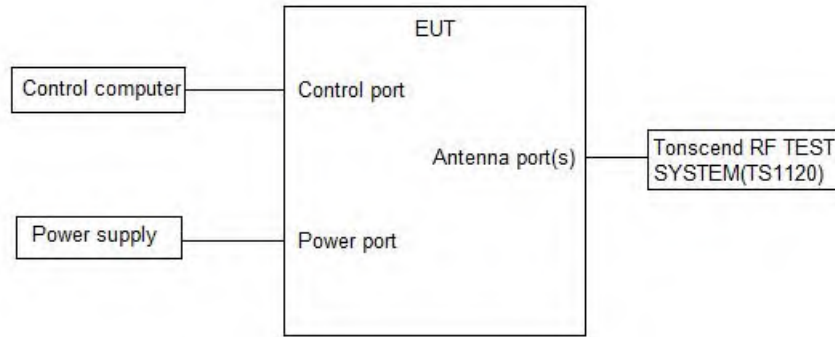 EUT
Control computer
Control port
Antenna port(s)
Tonscend RF TEST
SYSTEM(TS1120)
Power supply
Power port